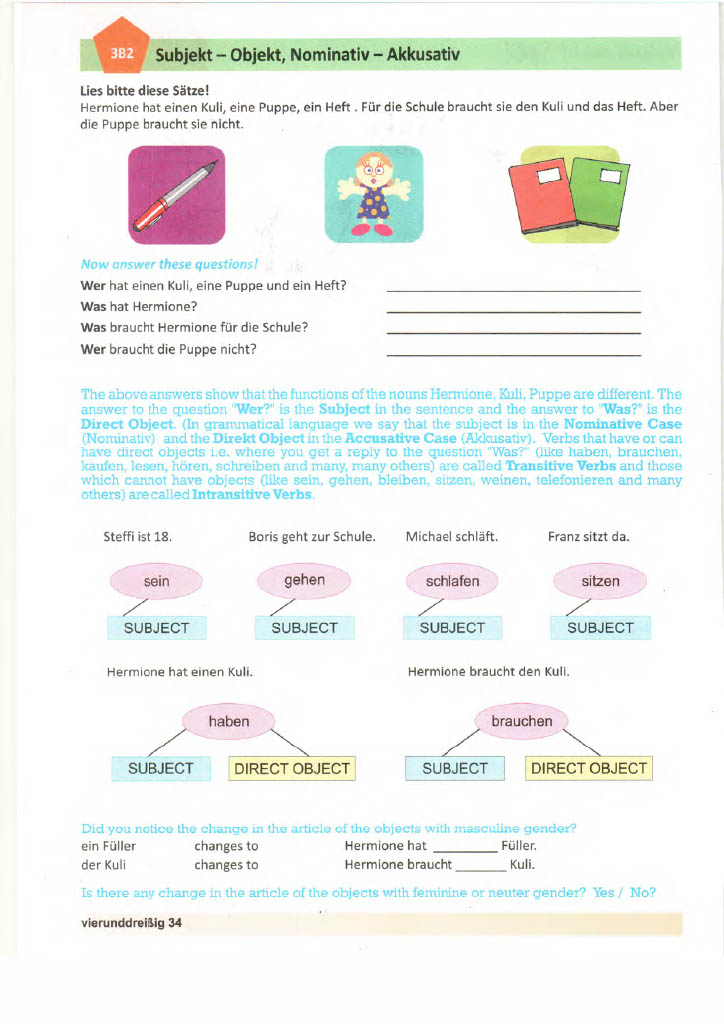 3B2 Subjekt – Objekt, Nominativ – Akkusativ
Lies bitte diese Sätze!
Hermione hat einen Kuli, eine Puppe, ein Heft . Für die Schule braucht sie den Kuli und das Heft. Aber
die Puppe braucht sie nicht.
Now answer these questions!
Wer hat einen Kuli, eine Puppe und ein Heft?
Was hat Hermione?
Was braucht Hermione für die Schule?
Wer braucht die Puppe nicht?
The above answers show that the functions of the nouns Hermione, Kuli, Puppe are different. The
answer to the question "Wer?" is the Subject in the sentence and the answer to "Was?" is the
Direct Object. (In grammatical language we say that the subject is in the Nominative Case
(Nominativ) and the Direkt Object in the Accusative Case (Akkusativ). Verbs that have or can
have direct objects i.e. where you get a reply to the question "Was?" (like haben, brauchen,
kaufen, lesen, hören, schreiben and many, many others) are called Transitive Verbs and those
which cannot have objects (like sein, gehen, bleiben, sitzen, weinen, telefonieren and many
others) are called Intransitive Verbs.
Steffi ist 18. Boris geht zur Schule. Michael schläft. Franz sitzt da.
sein gehen schlafen sitzen
SUBJECT SUBJECT SUBJECT SUBJECT
Hermione hat einen Kuli. Hermione braucht den Kuli.
haben brauchen
SUBJECT DIRECT OBJECT SUBJECT DIRECT OBJECT
Did you notice the change in the article of the objects with masculine gender?
ein Füller changes to Hermione hat ________ Füller.
der Kuli changes to Hermione braucht ______ Kuli.
Is there any change in the article of the objects with feminine or neuter gender? Yes / No?
vierunddreißig 34